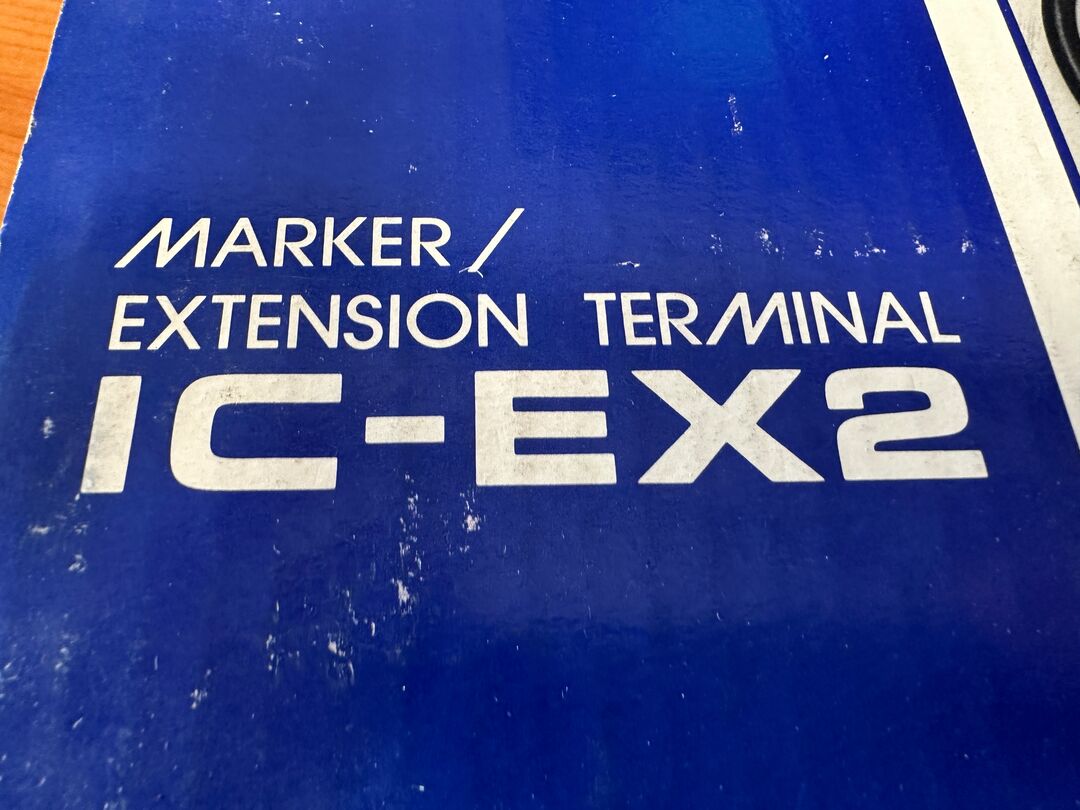 MARKER/
EXTENSION TERMINAL
IC-EX2